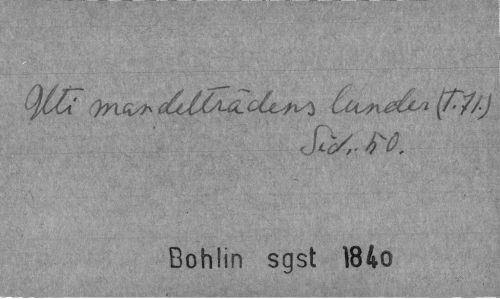 Uti mandelträdens lunder (T.71.)
Sid. 50.
Bohlin sgst 1840